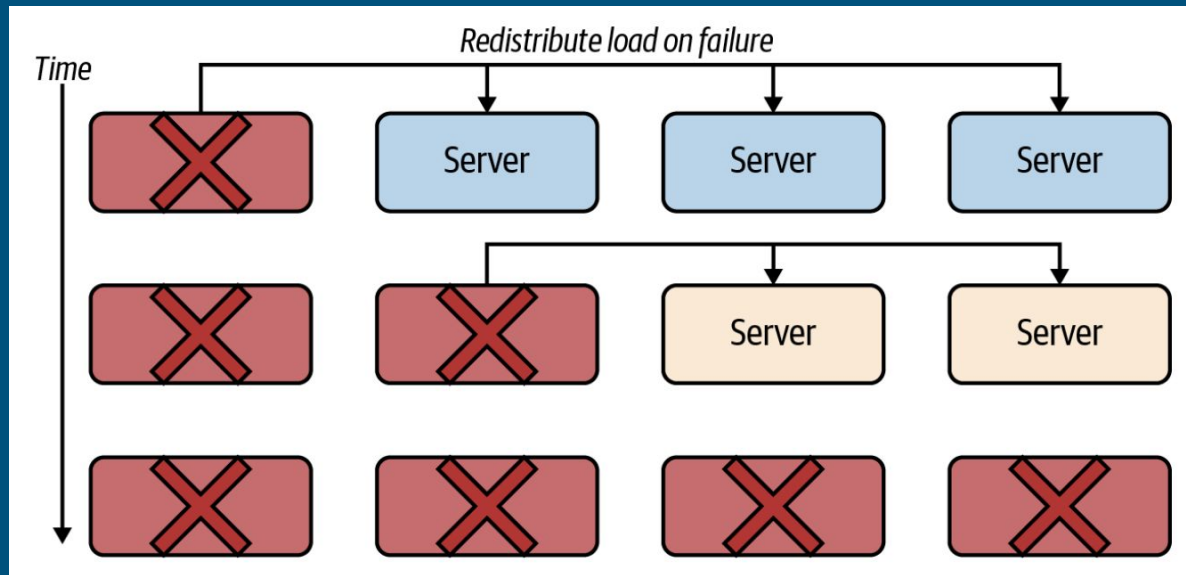 Redistribute load on failure
Time
Server
Server
Server
Server
Server